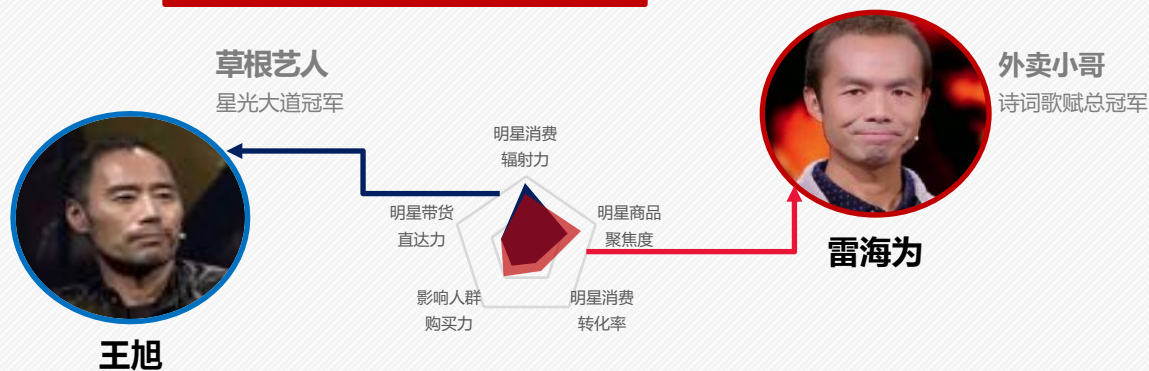 草根艺人
星光大道冠军
外卖小哥
诗词歌赋总冠军
明星消费
辐射力
明星带货
直达力
明星商品
聚焦度
影响人群
购买力
明星消费
转化率
雷海为
王旭